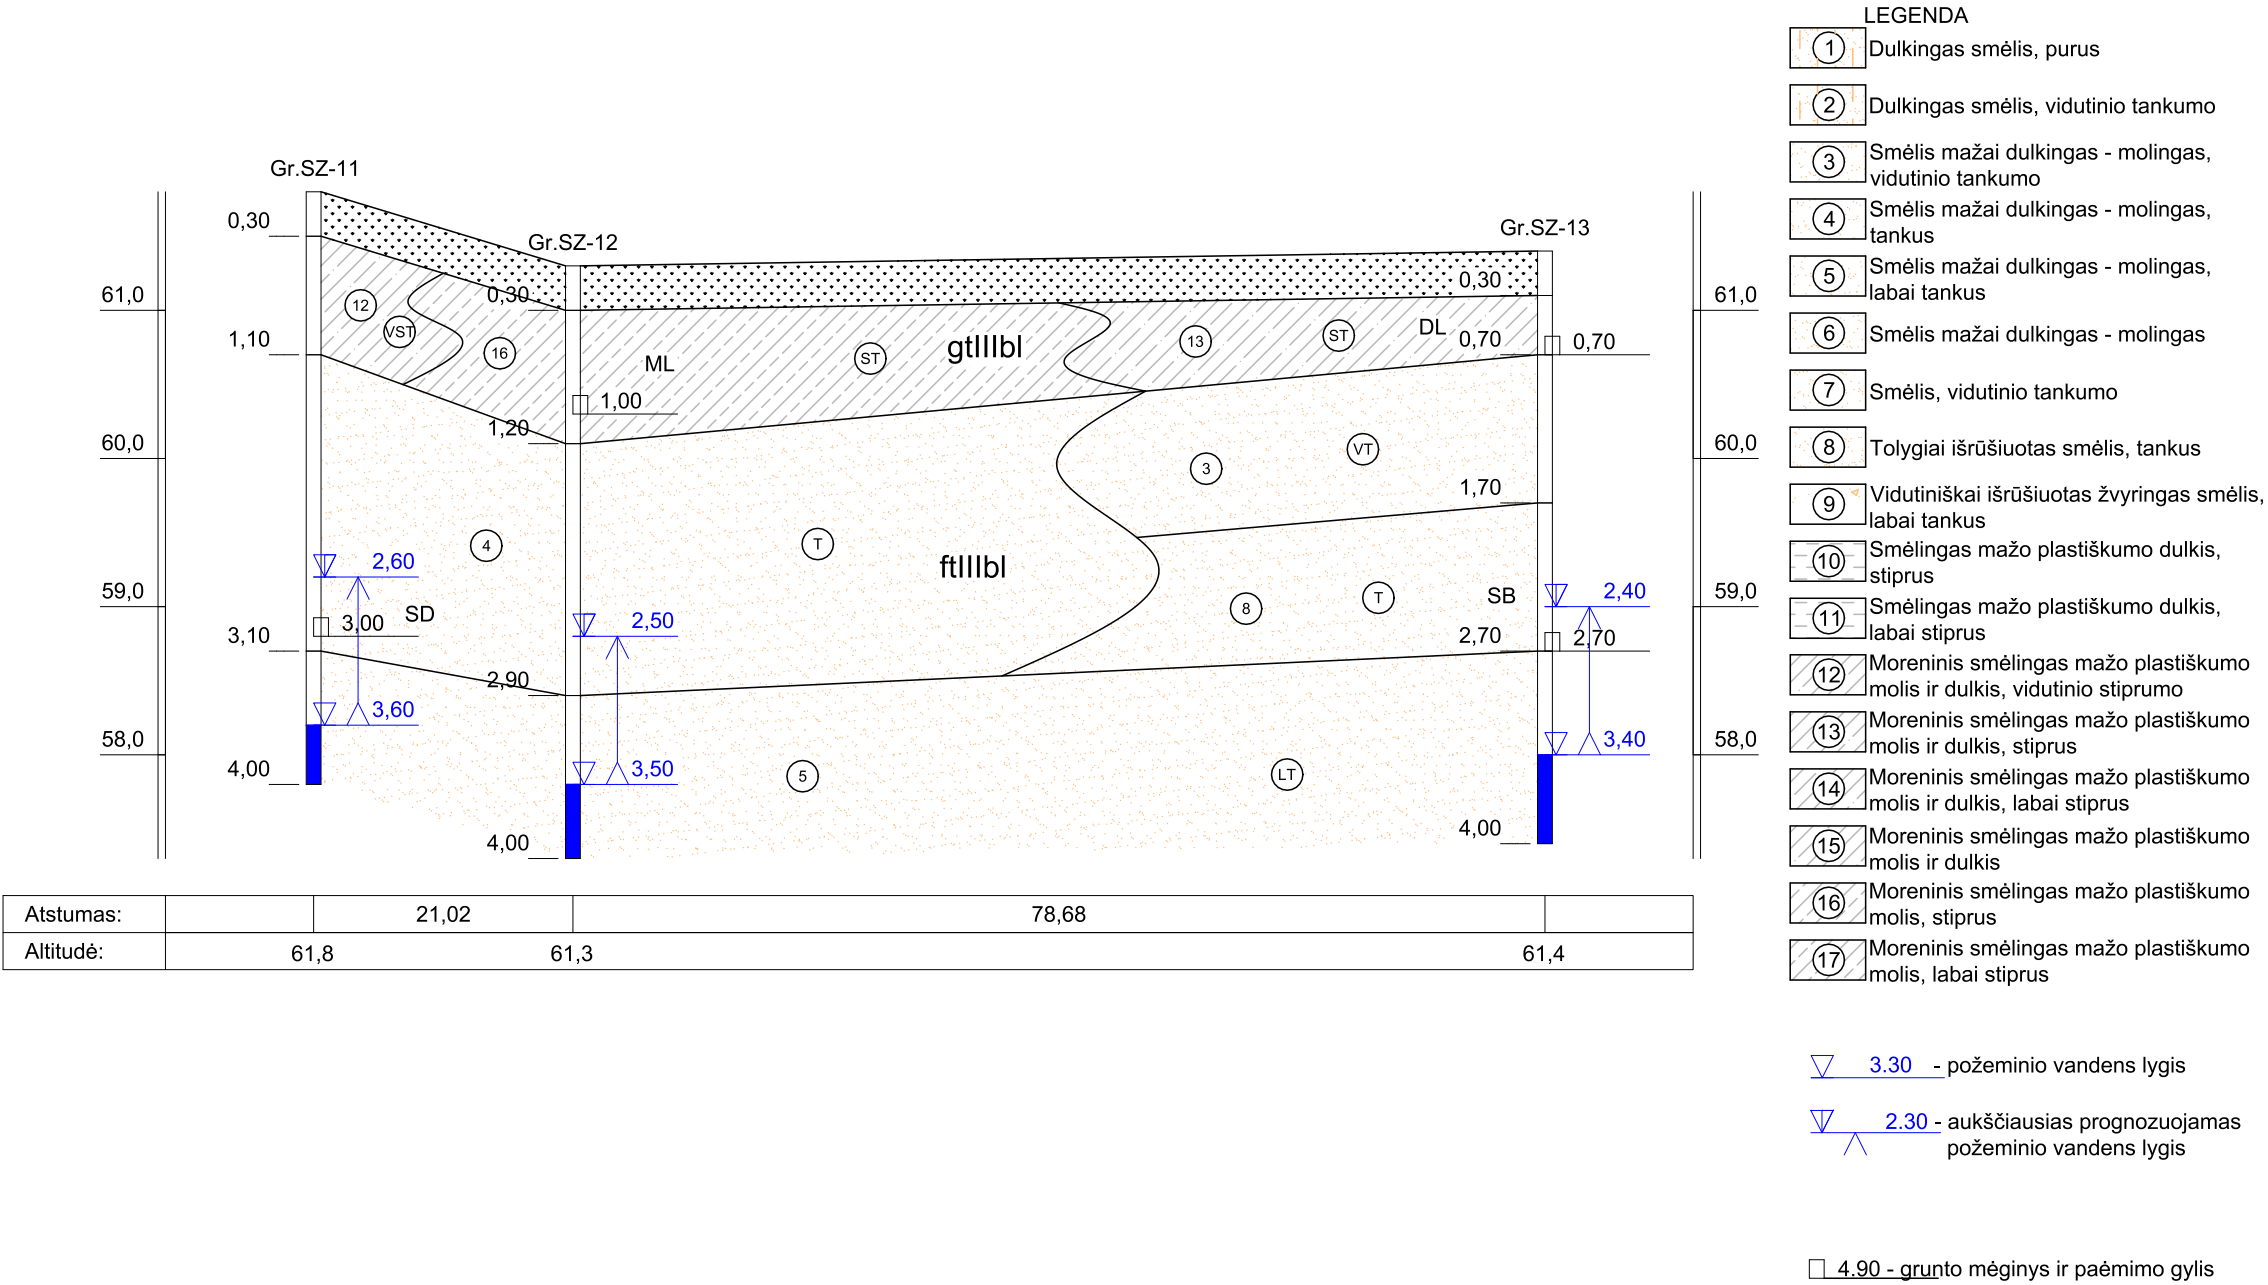 LEGENDA
1 Dulkingas smėlis, purus
2 Dulkingas smėlis, vidutinio tankumo
3 Smėlis mažai dulkingas - molingas,
vidutinio tankumo
4 Smėlis mažai dulkingas - molingas,
tankus
5 Smėlis mažai dulkingas - molingas,
labai tankus
6 Smėlis mažai dulkingas - molingas
7 Smėlis, vidutinio tankumo
8 Tolygiai išrūšiuotas smėlis, tankus
9 Vidutiniškai išrūšiuotas žvyringas smėlis,
labai tankus
10 Smėlingas mažo plastiškumo dulkis,
stiprus
11 Smėlingas mažo plastiškumo dulkis,
labai stiprus
12 Moreninis smėlingas mažo plastiškumo
molis ir dulkis, vidutinio stiprumo
13 Moreninis smėlingas mažo plastiškumo
molis ir dulkis, stiprus
14 Moreninis smėlingas mažo plastiškumo
molis ir dulkis, labai stiprus
15 Moreninis smėlingas mažo plastiškumo
molis ir dulkis
16 Moreninis smėlingas mažo plastiškumo
molis, stiprus
17 Moreninis smėlingas mažo plastiškumo
molis, labai stiprus
3.30 - požeminio vandens lygis
2.30 - aukščiausias prognozuojamas
požeminio vandens lygis
4.90 - grunto mėginys ir paėmimo gylis
Gr.SZ-11
0,30
1,10
3,10
4,00
2,60
3,00
3,60
Gr.SZ-12
0,30
1,20
2,90
4,00
1,00
2,50
3,50
Gr.SZ-13
0,30
0,70
1,70
2,70
4,00
0,70
2,40
2,70
3,40
61,0
60,0
59,0
58,0
61,0
60,0
59,0
58,0
12
VST
16
ML
ST
gtIIIbl
13
ST
DL
4
SD
T
ftIIIbl
3
VT
8
T
SB
5
LT
Atstumas: 21,02 78,68
Altitudė: 61,8 61,3 61,4